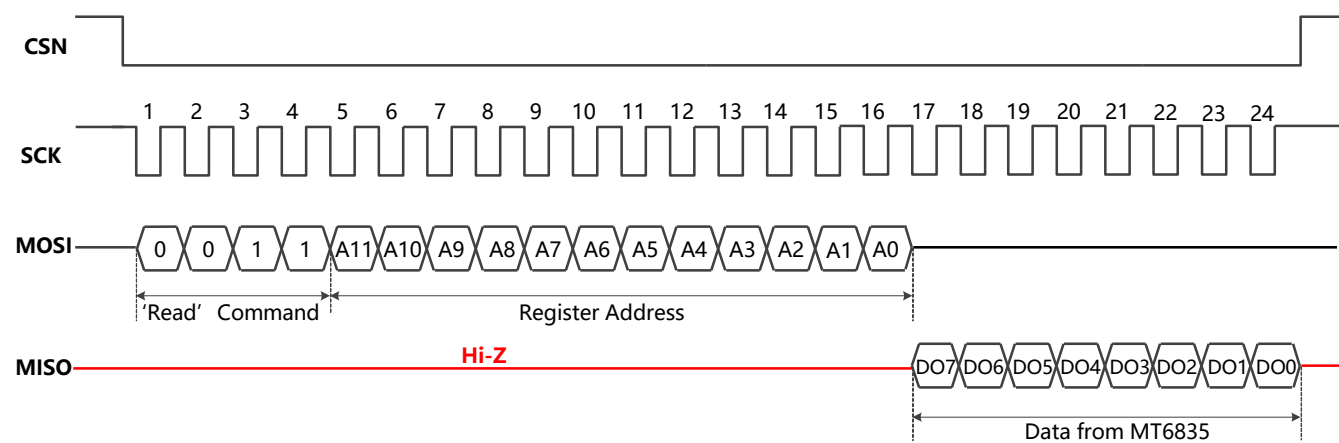 CSN
1 2 3 4 5 6 7 8 9 10 11 12 13 14 15 16 17 18 19 20 21 22 23 24
SCK
MOSI 0 0 1 1 A11 A10 A9 A8 A7 A6 A5 A4 A3 A2 A1 A0
‘Read’ Command Register Address
Hi-Z
MISO DO7 DO6 DO5 DO4 DO3 DO2 DO1 DO0
Data from MT6835